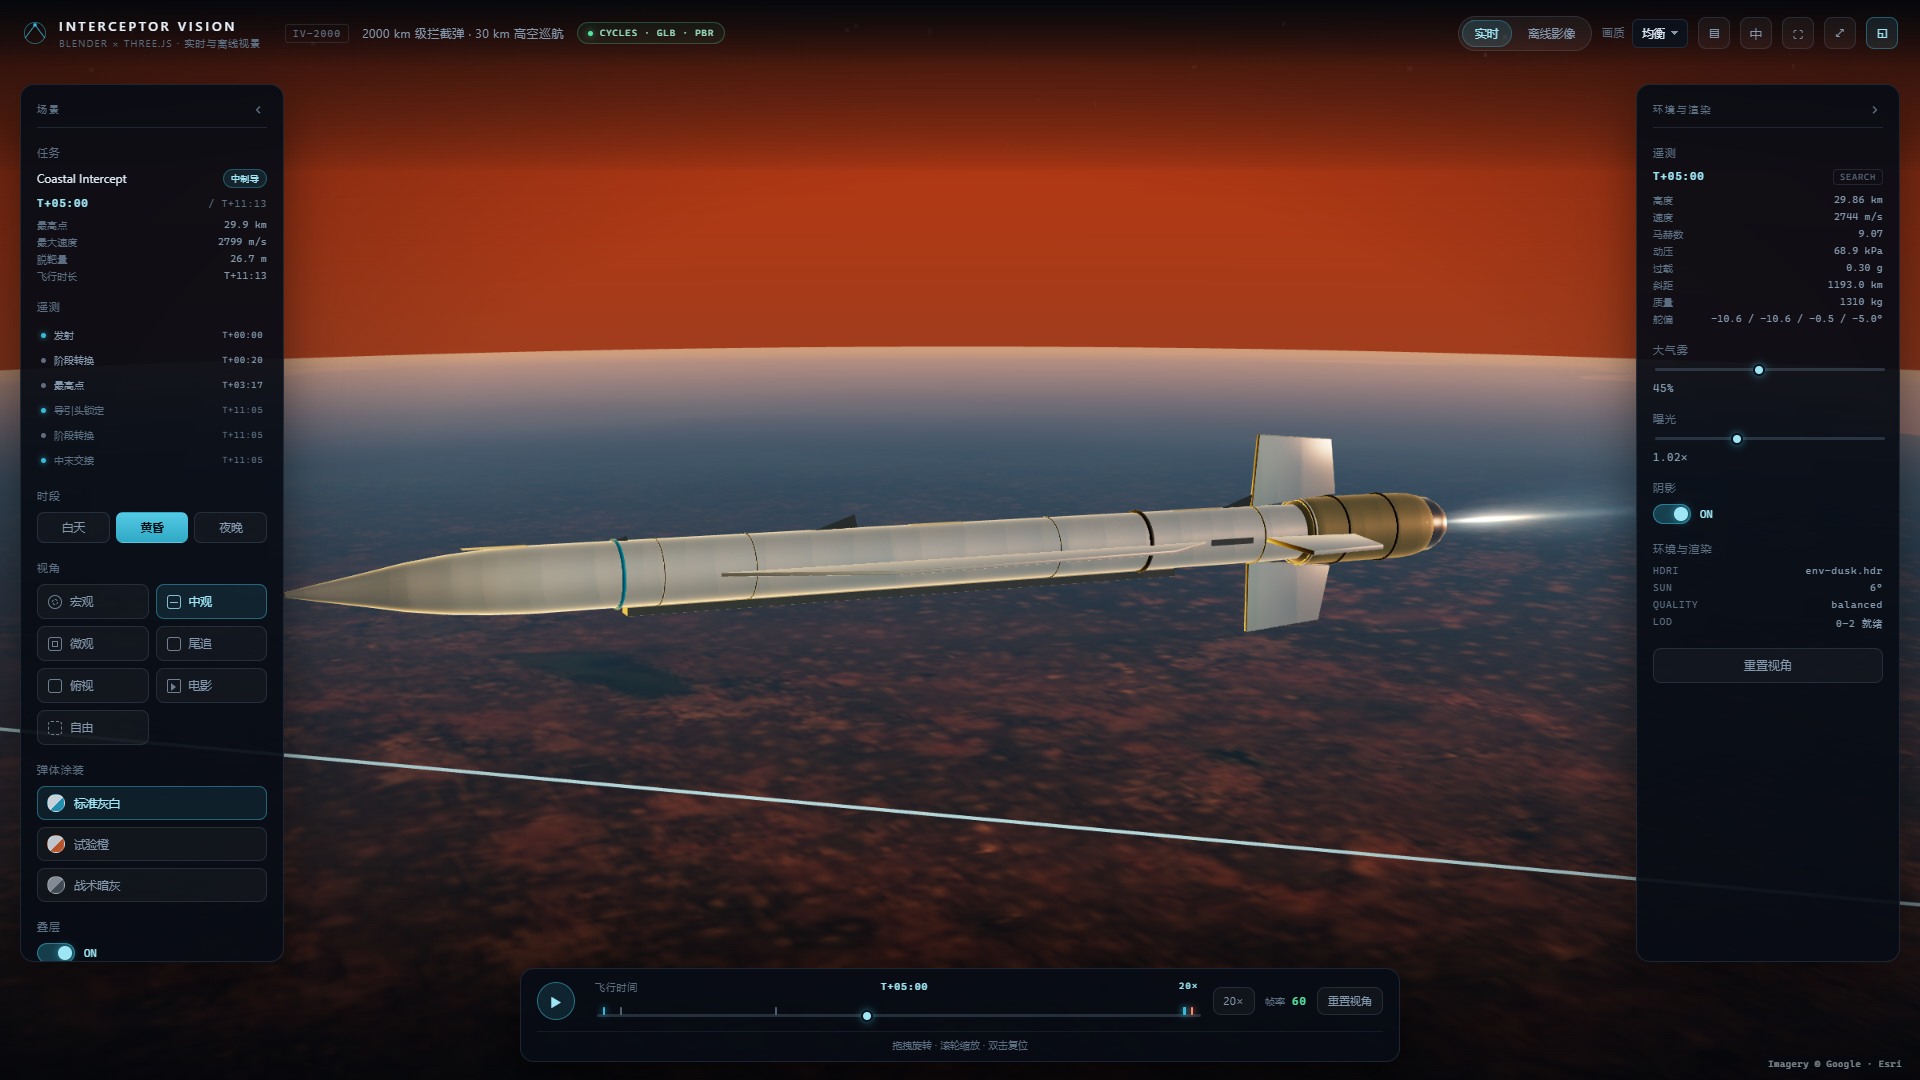 INTERCEPTOR VISION
BLENDER × THREE.JS · 实时与离线视景
IV-2000
2000 km 级拦截弹 · 30 km 高空巡航
CYCLES · GLB · PBR
实时
离线影像
画质
均衡
中
场景
任务
Coastal Intercept
中制导
T+05:00
/ T+11:13
最高点
29.9 km
最大速度
2799 m/s
脱靶量
26.7 m
飞行时长
T+11:13
遥测
发射
T+00:00
阶段转换
T+00:20
最高点
T+03:17
导引头锁定
T+11:05
阶段转换
T+11:05
中末交接
T+11:05
时段
白天
黄昏
夜晚
视角
宏观
中观
微观
尾追
俯视
电影
自由
弹体涂装
标准灰白
试验橙
战术暗灰
叠层
ON
环境与渲染
遥测
T+05:00
SEARCH
高度
29.86 km
速度
2744 m/s
马赫数
9.07
动压
68.9 kPa
过载
0.30 g
斜距
1193.0 km
质量
1310 kg
舵偏
-10.6 / -10.6 / -0.5 / -5.0°
大气雾
45%
曝光
1.02×
阴影
ON
环境与渲染
HDRI
env-dusk.hdr
SUN
6°
QUALITY
balanced
LOD
0-2 就绪
重置视角
飞行时间
T+05:00
20×
20×
帧率 60
重置视角
拖拽旋转 · 滚轮缩放 · 双击复位
Imagery © Google · Esri